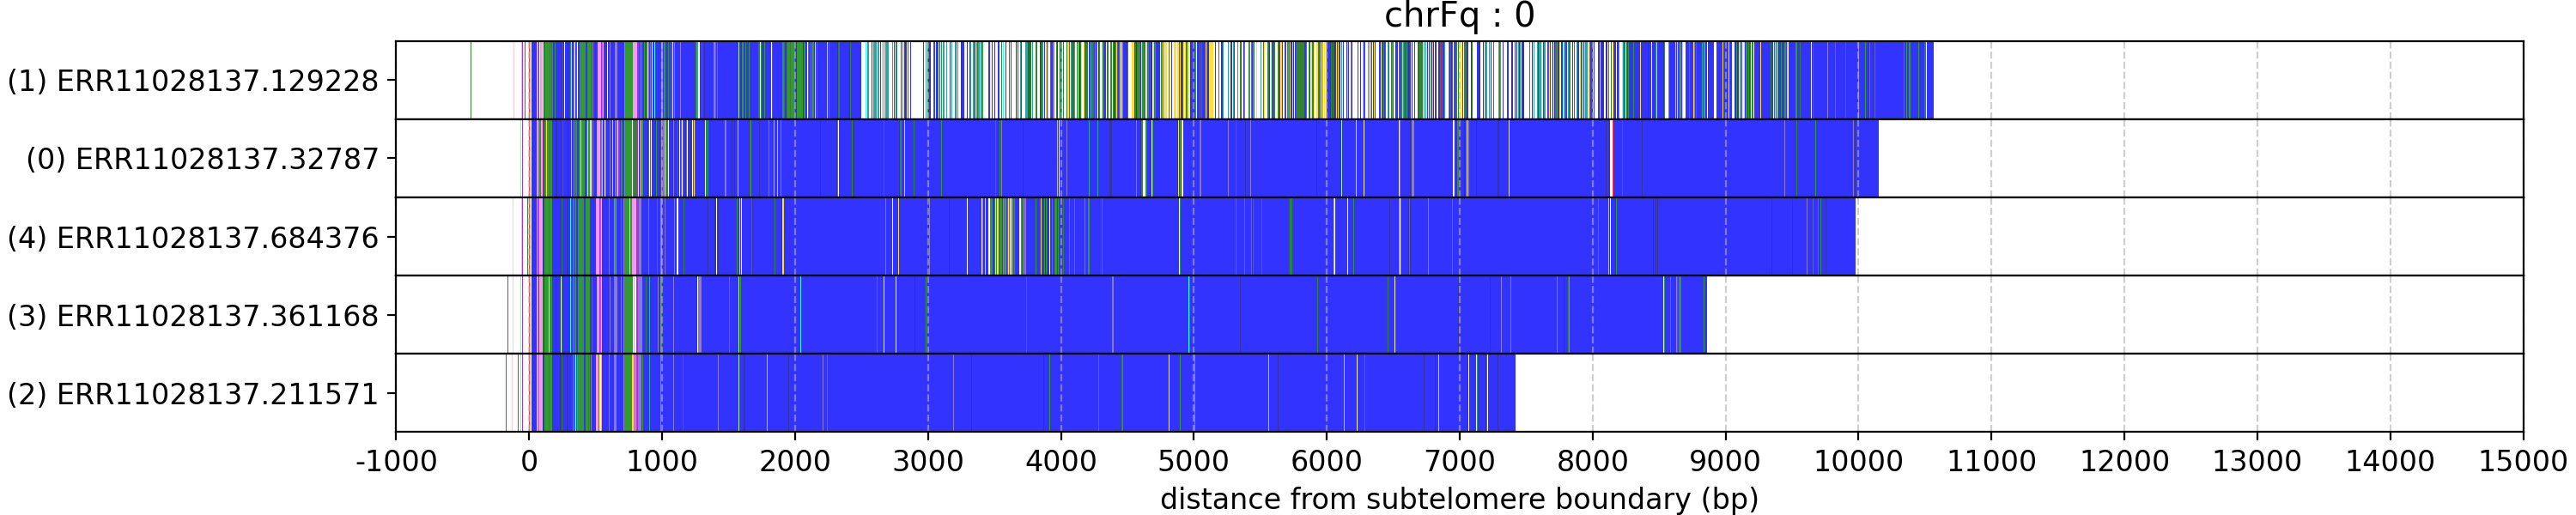 chrFq : 0
(1) ERR11028137.129228
(0) ERR11028137.32787
(4) ERR11028137.684376
(3) ERR11028137.361168
(2) ERR11028137.211571
-1000 0 1000 2000 3000 4000 5000 6000 7000 8000 9000 10000 11000 12000 13000 14000 15000
distance from subtelomere boundary (bp)